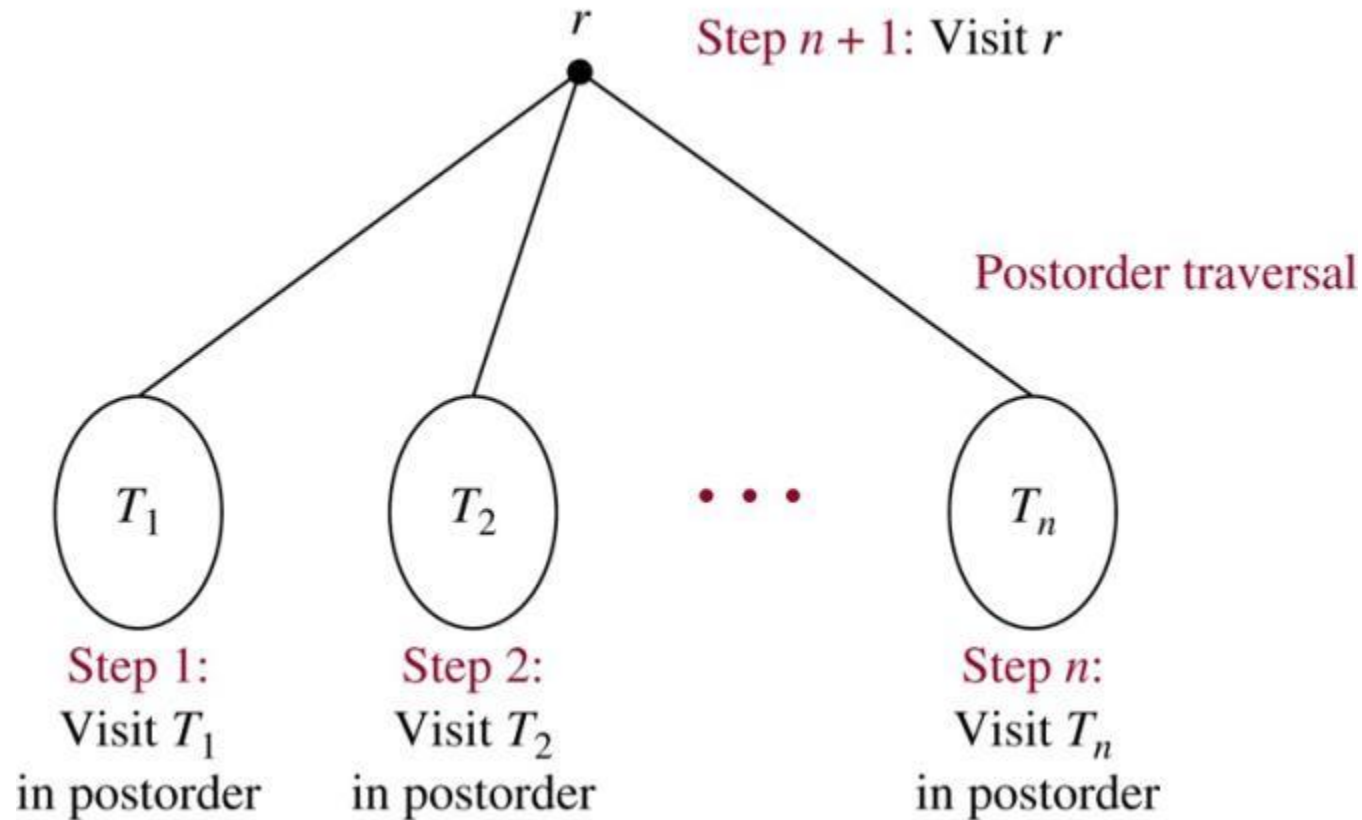 r
Step n + 1: Visit r
Postorder traversal
T₁
T₂
• • •
Tₙ
Step 1:
Visit T₁
in postorder
Step 2:
Visit T₂
in postorder
Step n:
Visit Tₙ
in postorder